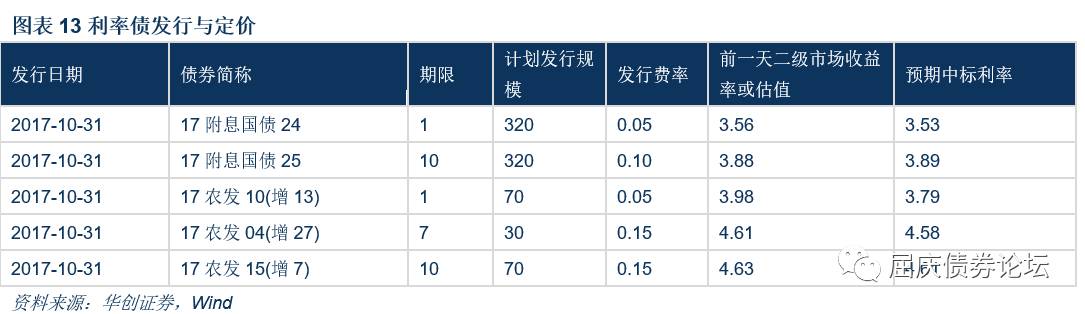 图表 13 利率债发行与定价
发行日期 债券简称 期限 计划发行规模 发行费率 前一天二级市场收益率或估值 预期中标利率
2017-10-31 17 附息国债 24 1 320 0.05 3.56 3.53
2017-10-31 17 附息国债 25 10 320 0.10 3.88 3.89
2017-10-31 17 农发 10(增 13) 1 70 0.05 3.98 3.79
2017-10-31 17 农发 04(增 27) 7 30 0.15 4.61 4.58
2017-10-31 17 农发 15(增 7) 10 70 0.15 4.63
屈庆债券论坛
资料来源：华创证券，Wind